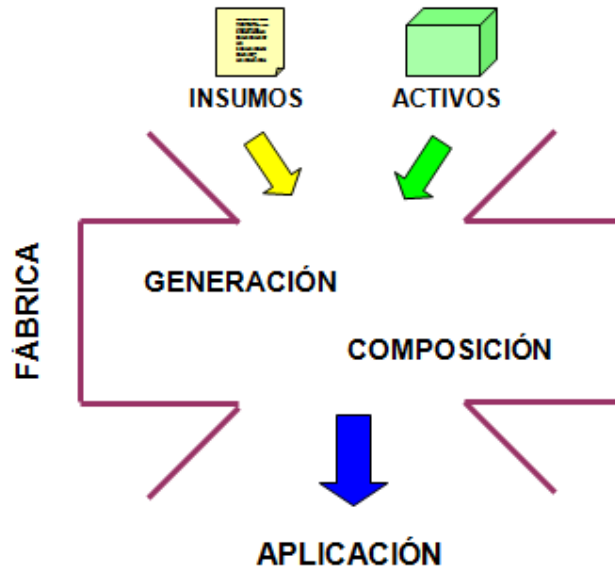 INSUMOS
ACTIVOS
FÁBRICA
GENERACIÓN
COMPOSICIÓN
APLICACIÓN